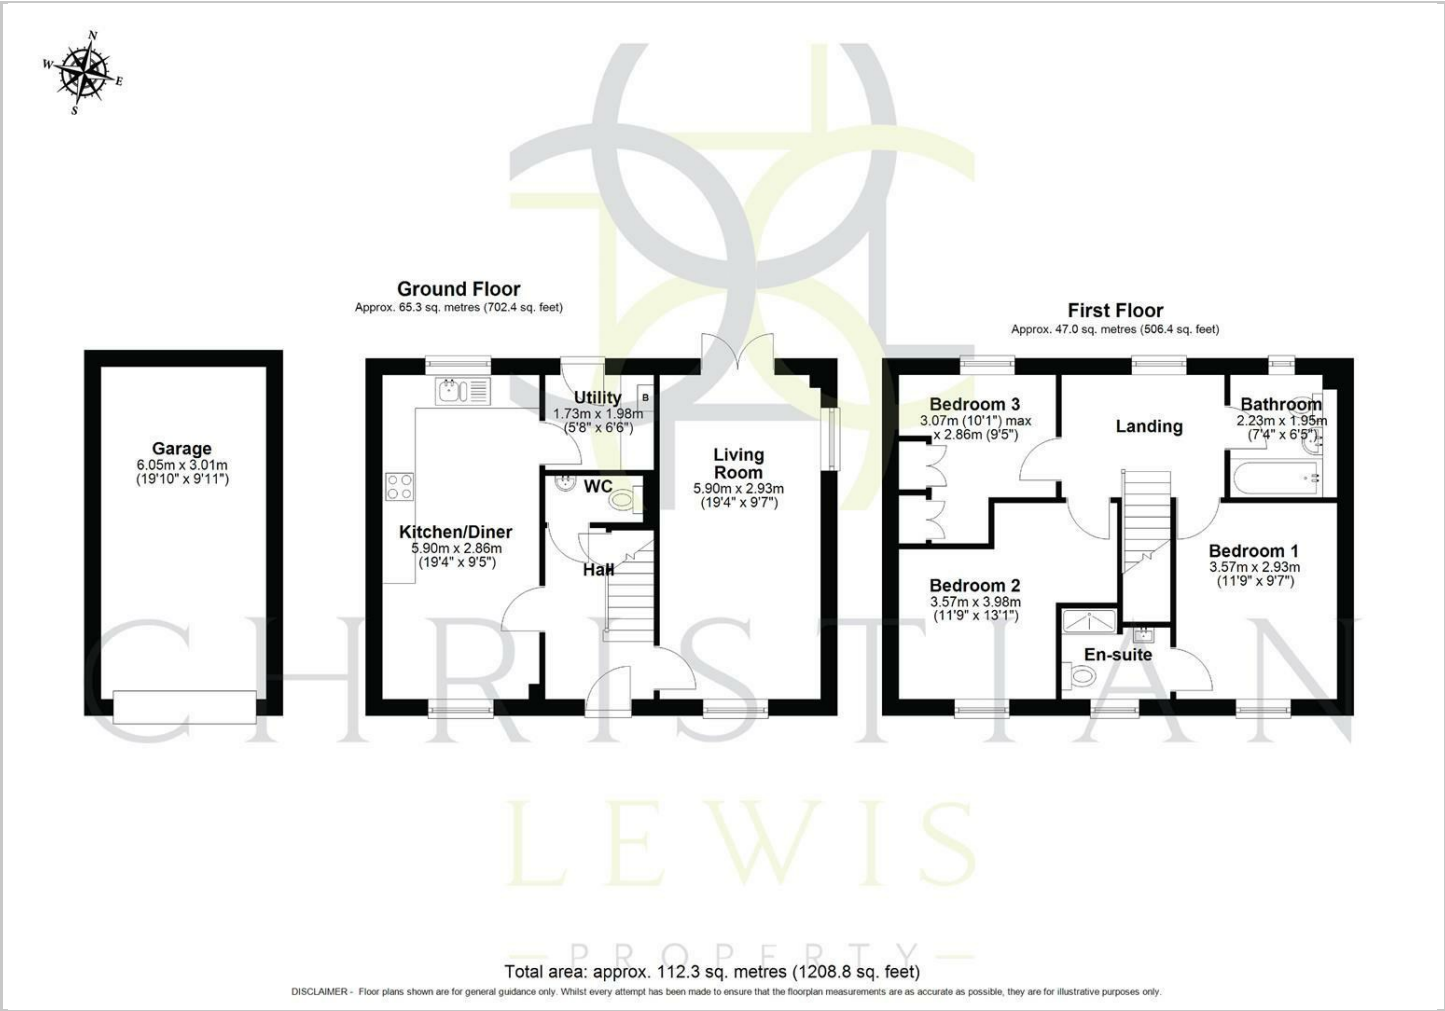 N
W
E
S
Ground Floor
Approx. 65.3 sq. metres (702.4 sq. feet)
First Floor
Approx. 47.0 sq. metres (506.4 sq. feet)
Garage
6.05m x 3.01m
(19'10" x 9'11")
Kitchen/Diner
5.90m x 2.86m
(19'4" x 9'5")
Utility
1.73m x 1.98m
(5'8" x 6'6")
B
WC
Hall
Living
Room
5.90m x 2.93m
(19'4" x 9'7")
Bedroom 3
3.07m (10'1") max
x 2.86m (9'5")
Landing
Bathroom
2.23m x 1.95m
(7'4" x 6'5")
Bedroom 2
3.57m x 3.98m
(11'9" x 13'1")
Bedroom 1
3.57m x 2.93m
(11'9" x 9'7")
En-suite
CHRISTIAN
LEWIS
PROPERTY
Total area: approx. 112.3 sq. metres (1208.8 sq. feet)
DISCLAIMER - Floor plans shown are for general guidance only. Whilst every attempt has been made to ensure that the floorplan measurements are as accurate as possible, they are for illustrative purposes only.